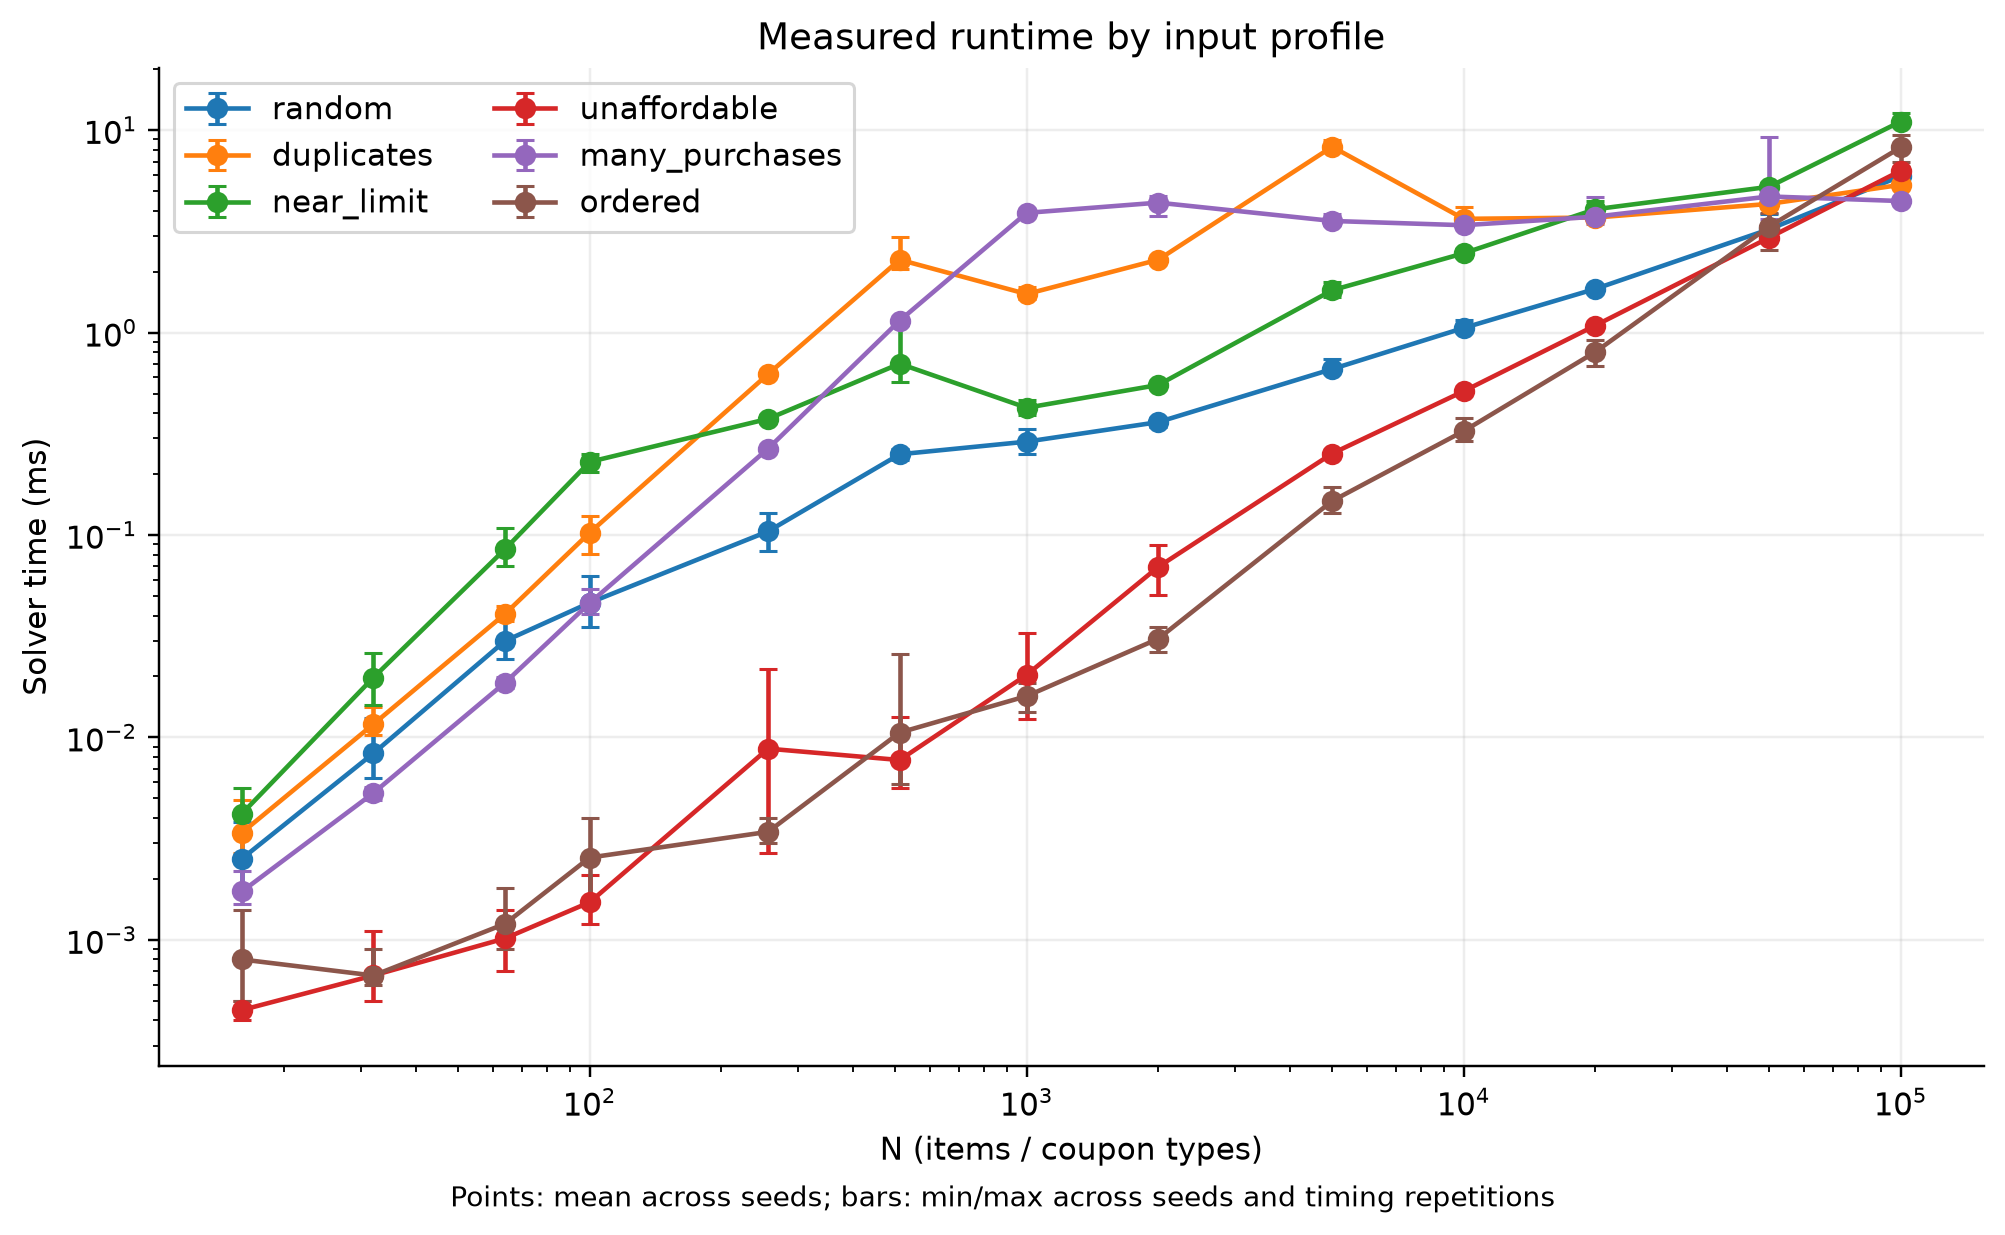 Measured runtime by input profile
random
duplicates
near_limit
unaffordable
many_purchases
ordered
Solver time (ms)
10¹
10⁰
10⁻¹
10⁻²
10⁻³
10²
10³
10⁴
10⁵
N (items / coupon types)
Points: mean across seeds; bars: min/max across seeds and timing repetitions